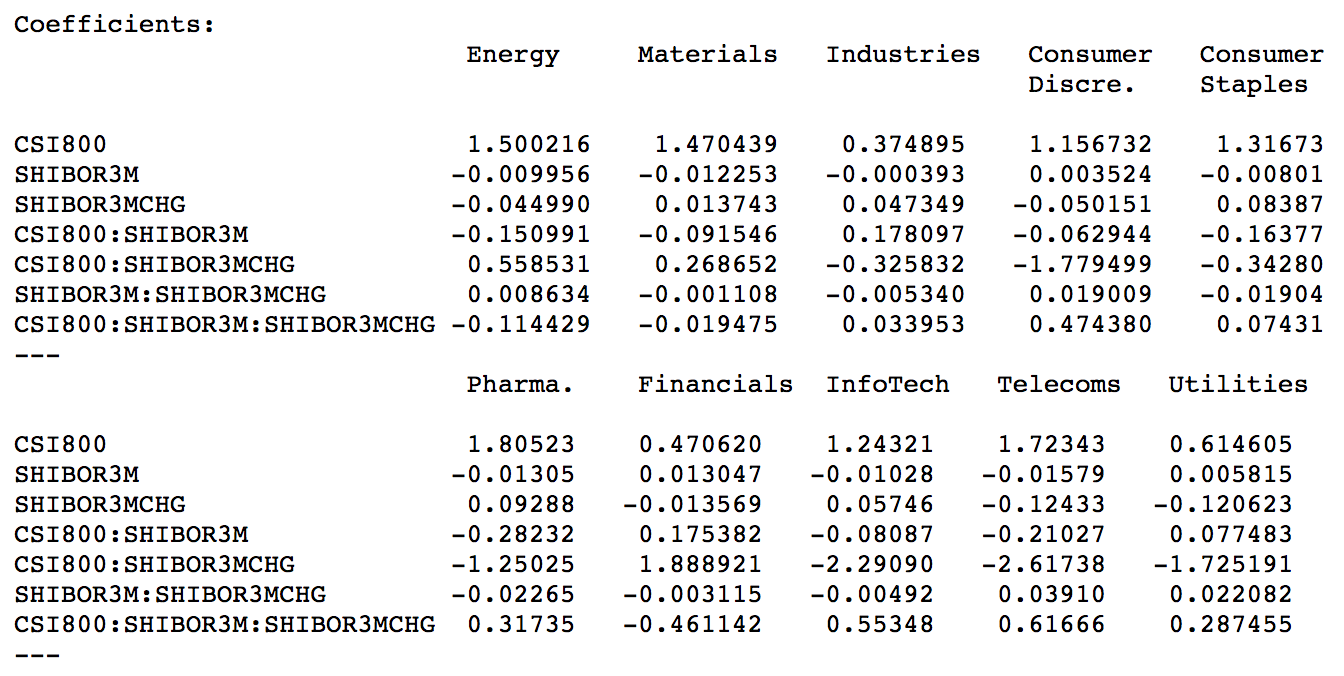 Coefficients:
Energy Materials Industries Consumer Consumer
Discre. Staples
CSI800 1.500216 1.470439 0.374895 1.156732 1.31673
SHIBOR3M -0.009956 -0.012253 -0.000393 0.003524 -0.00801
SHIBOR3MCHG -0.044990 0.013743 0.047349 -0.050151 0.08387
CSI800:SHIBOR3M -0.150991 -0.091546 0.178097 -0.062944 -0.16377
CSI800:SHIBOR3MCHG 0.558531 0.268652 -0.325832 -1.779499 -0.34280
SHIBOR3M:SHIBOR3MCHG 0.008634 -0.001108 -0.005340 0.019009 -0.01904
CSI800:SHIBOR3M:SHIBOR3MCHG -0.114429 -0.019475 0.033953 0.474380 0.07431
---
Pharma. Financials InfoTech Telecoms Utilities
CSI800 1.80523 0.470620 1.24321 1.72343 0.614605
SHIBOR3M -0.01305 0.013047 -0.01028 -0.01579 0.005815
SHIBOR3MCHG 0.09288 -0.013569 0.05746 -0.12433 -0.120623
CSI800:SHIBOR3M -0.28232 0.175382 -0.08087 -0.21027 0.077483
CSI800:SHIBOR3MCHG -1.25025 1.888921 -2.29090 -2.61738 -1.725191
SHIBOR3M:SHIBOR3MCHG -0.02265 -0.003115 -0.00492 0.03910 0.022082
CSI800:SHIBOR3M:SHIBOR3MCHG 0.31735 -0.461142 0.55348 0.61666 0.287455
---